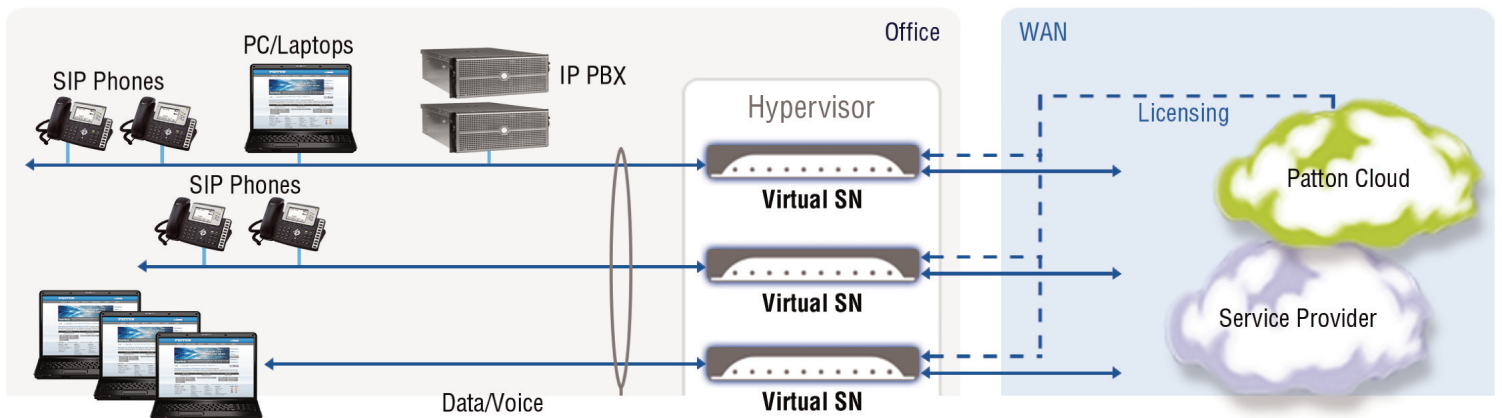 Office
WAN
PC/Laptops
SIP Phones
IP PBX
Hypervisor
Licensing
Virtual SN
Patton Cloud
SIP Phones
Virtual SN
Service Provider
Data/Voice
Virtual SN